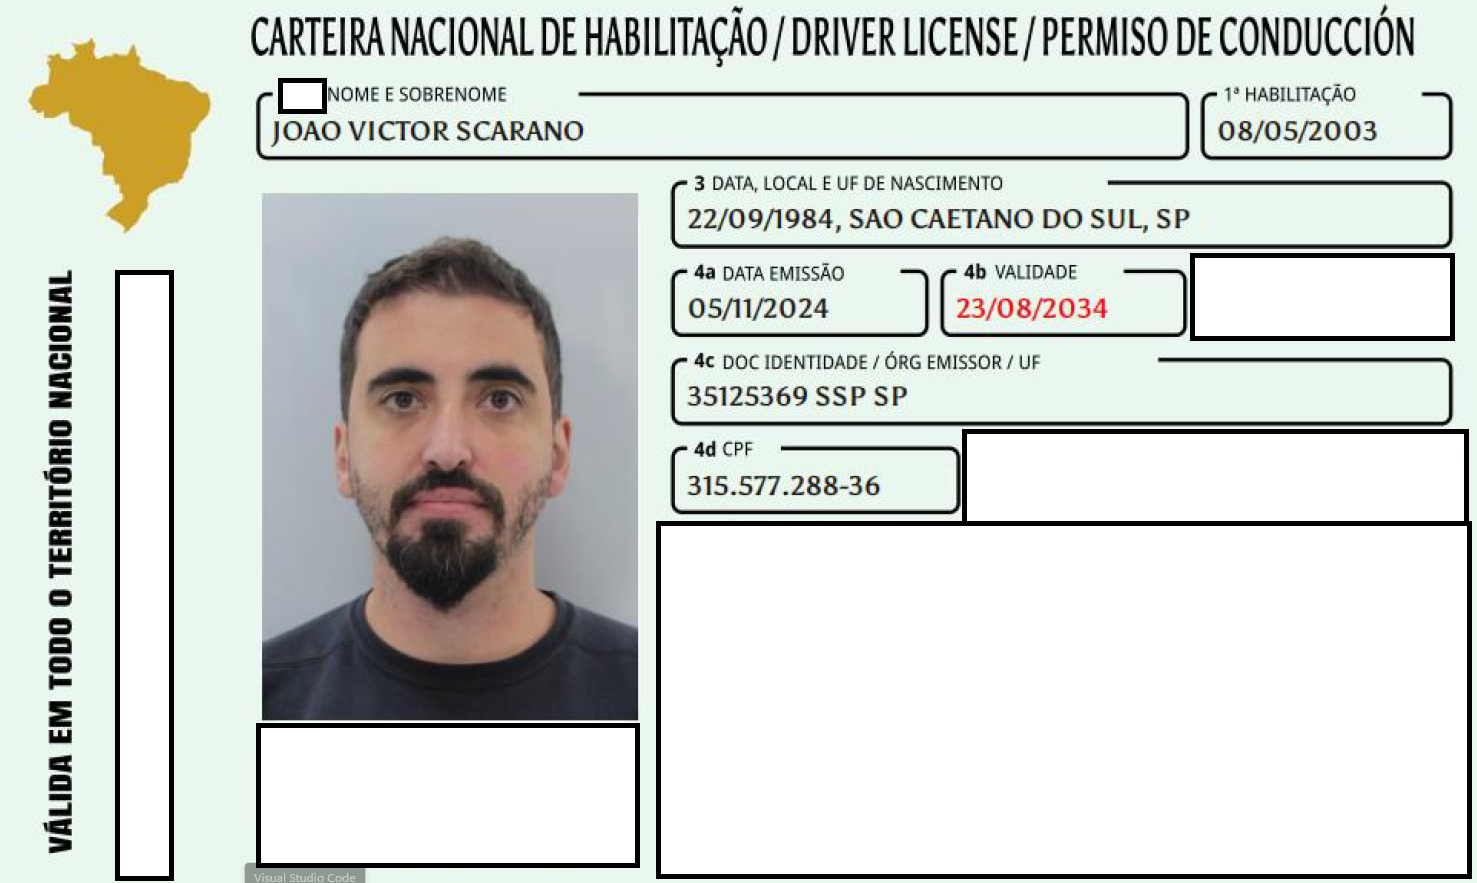 CARTEIRA NACIONAL DE HABILITAÇÃO / DRIVER LICENSE / PERMISO DE CONDUCCIÓN
NOME E SOBRENOME
JOAO VICTOR SCARANO
1ª HABILITAÇÃO
08/05/2003
3 DATA, LOCAL E UF DE NASCIMENTO
22/09/1984, SAO CAETANO DO SUL, SP
4a DATA EMISSÃO
05/11/2024
4b VALIDADE
23/08/2034
4c DOC IDENTIDADE / ÓRG EMISSOR / UF
35125369 SSP SP
4d CPF
315.577.288-36
VÁLIDA EM TODO O TERRITÓRIO NACIONAL
Visual Studio Code